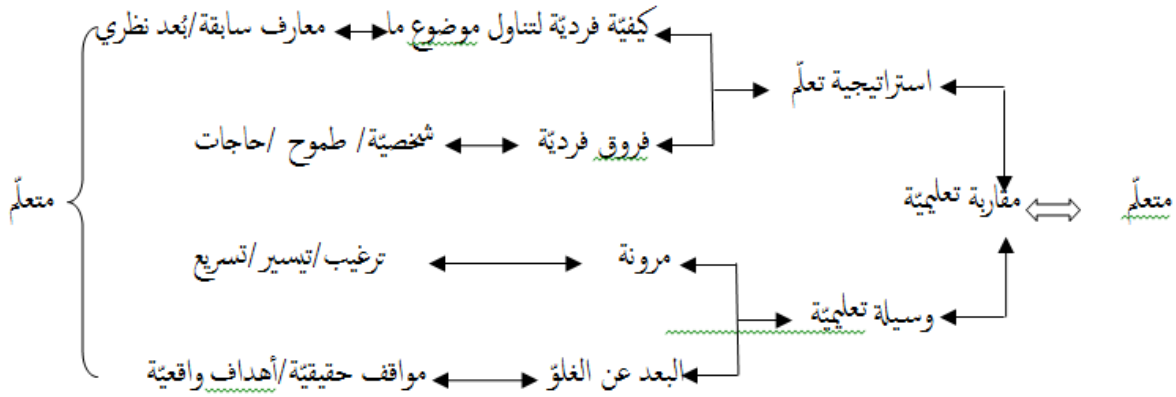 كيفيّة فرديّة لتناول موضوع ما
معارف سابقة/بُعد نظري
استراتيجية تعلّم
فروق فرديّة
شخصيّة/ طموح /حاجات
متعلّم
مقاربة تعليميّة
متعلّم
مرونة
ترغيب/تيسير/تسريع
وسيلة تعليميّة
البعد عن الغلوّ
مواقف حقيقيّة/أهداف واقعيّة